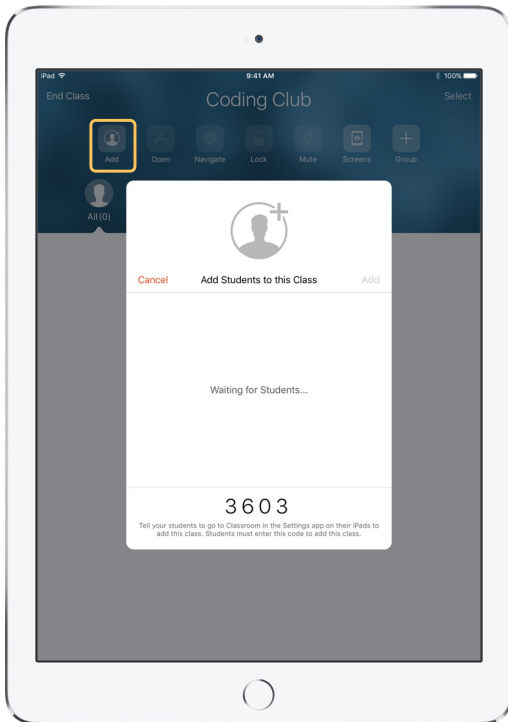 iPad 9:41 AM 100%
End Class Coding Club Select
Add Open Navigate Lock Mute Screens Group
All (0)
Cancel Add Students to this Class Add
Waiting for Students...
3603
Tell your students to go to Classroom in the Settings app on their iPads to
add this class. Students must enter this code to add this class.